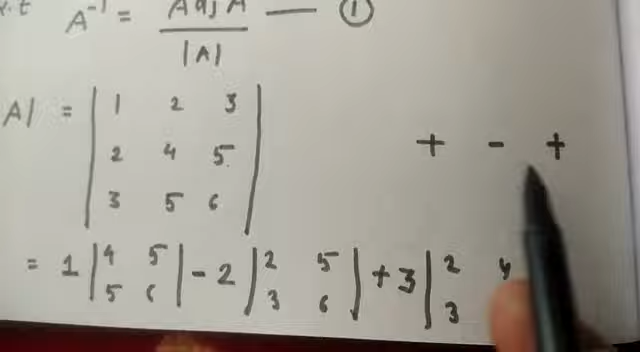 A⁻¹ = Adj A / |A| — ①
A| = | 1 2 3 |
| 2 4 5 |
| 3 5 6 |
+ - +
= 1 | 4 5 | - 2 | 2 5 | + 3 | 2 4
| 5 6 | | 3 6 | | 3